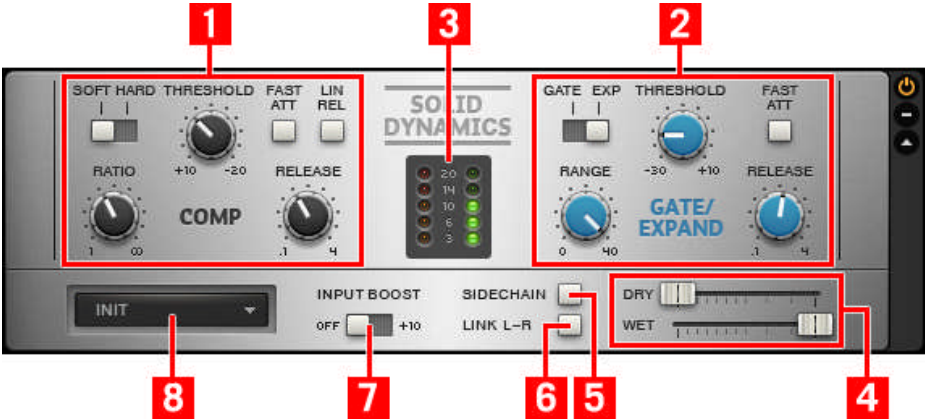 1 3 2
SOFT HARD THRESHOLD FAST ATT LIN REL
SOLID DYNAMICS
GATE EXP THRESHOLD FAST ATT
+10 -20
-30 +10
RATIO RELEASE
COMP
1 ∞ .1 4
20
14
10
6
3
RANGE RELEASE
GATE/
EXPAND
0 40 .1 4
INIT
INPUT BOOST
OFF +10
SIDECHAIN
LINK L-R
DRY
WET
8 7 6 5 4